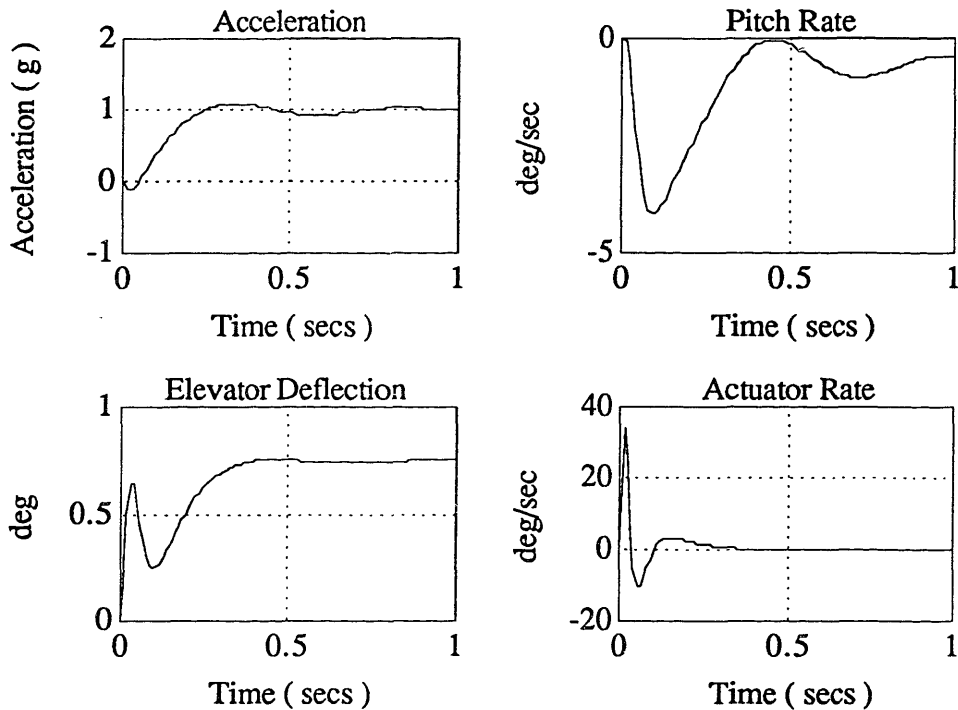 Acceleration
Acceleration ( g )
2
1
0
-1
0
0.5
1
Time ( secs )
Pitch Rate
deg/sec
0
-5
0
0.5
1
Time ( secs )
Elevator Deflection
deg
1
0.5
0
0
0.5
1
Time ( secs )
Actuator Rate
deg/sec
40
20
0
-20
0
0.5
1
Time ( secs )